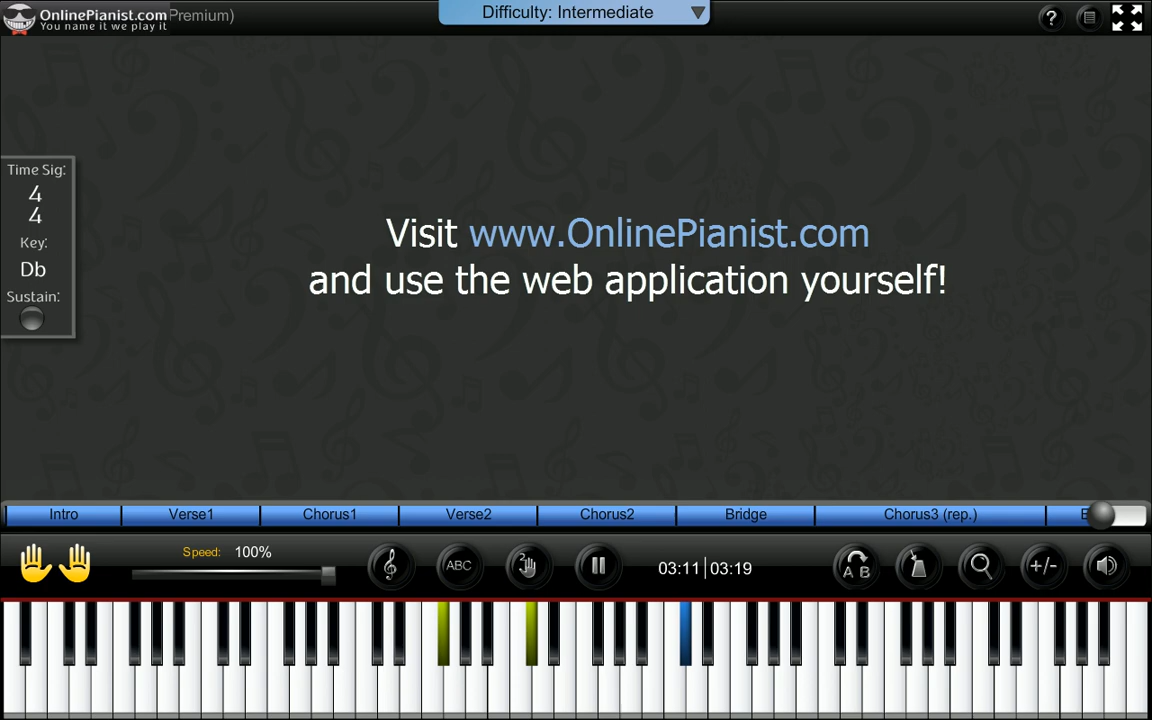 OnlinePianist.com
You name it we play it
Premium)
Difficulty: Intermediate
?
Time Sig:
4
4
Key:
Db
Sustain:
Visit www.OnlinePianist.com
and use the web application yourself!
Intro
Verse1
Chorus1
Verse2
Chorus2
Bridge
Chorus3 (rep.)
Speed: 100%
ABC
03:11|03:19
A B
+/-